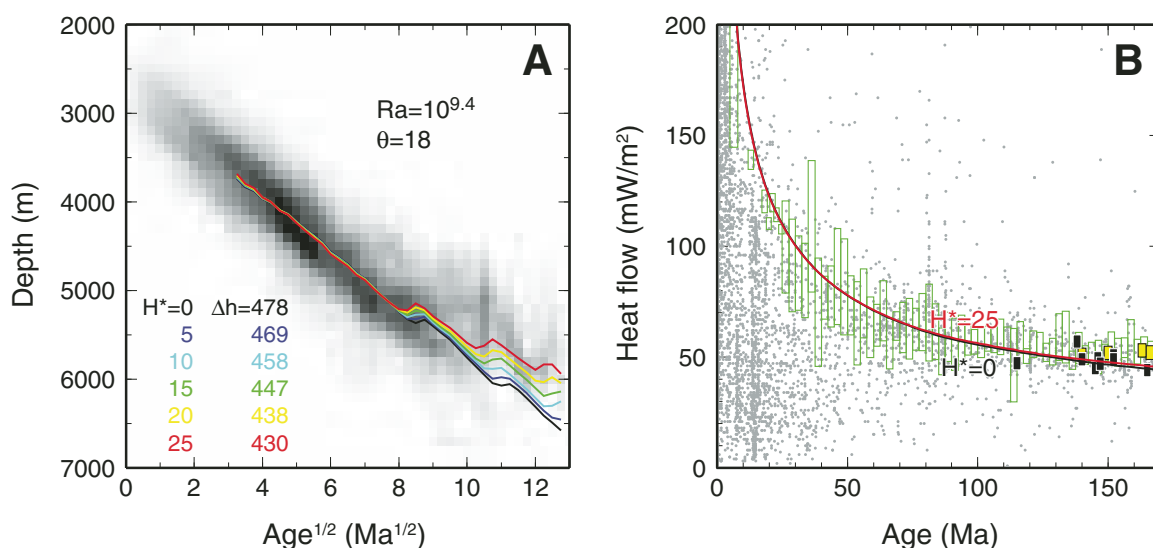 A
Ra=10^9.4
θ=18
Depth (m)
2000
3000
4000
5000
6000
7000
H*=0 Δh=478
5 469
10 458
15 447
20 438
25 430
0 2 4 6 8 10 12
Age^1/2 (Ma^1/2)
B
Heat flow (mW/m²)
200
150
100
50
0
H*=25
H*=0
0 50 100 150
Age (Ma)